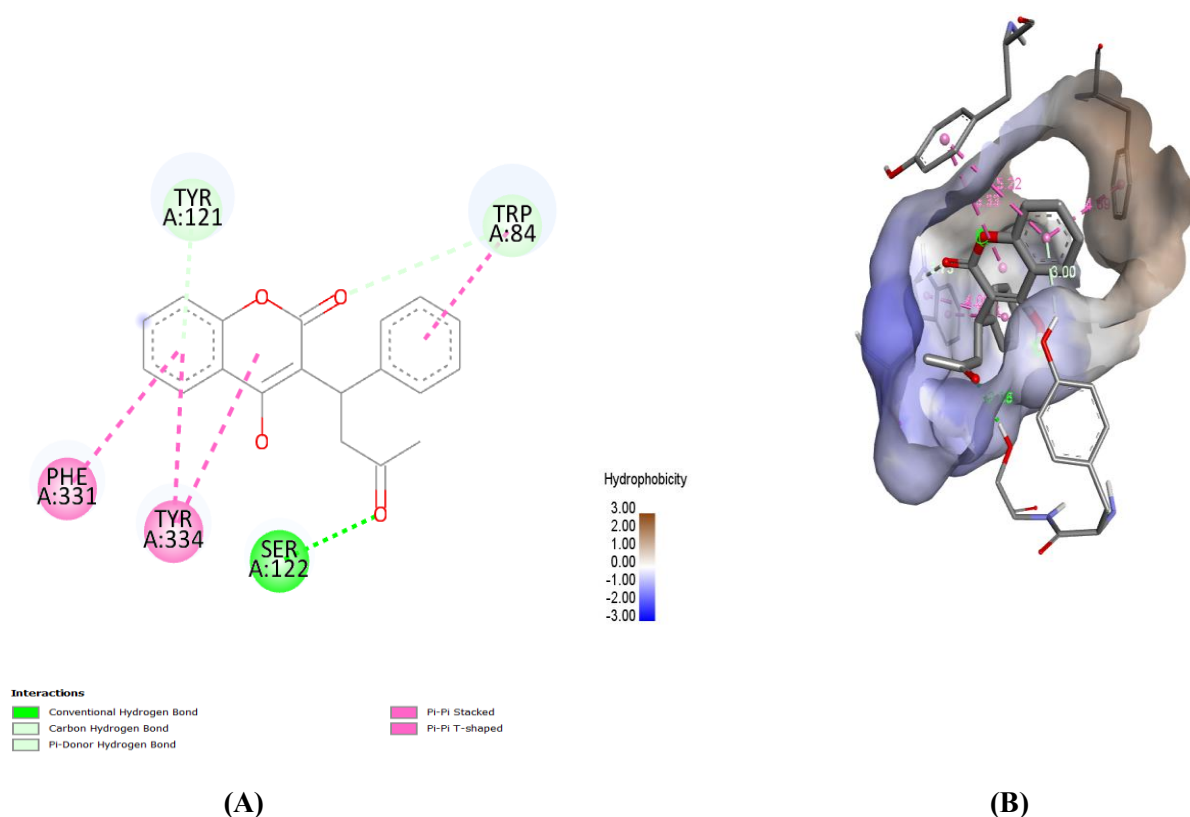 TYR
A:121
TRP
A:84
O
O
O
O
PHE
A:331
TYR
A:334
SER
A:122
Interactions
Conventional Hydrogen Bond
Carbon Hydrogen Bond
Pi-Donor Hydrogen Bond
Pi-Pi Stacked
Pi-Pi T-shaped
(A)
3.00
Hydrophobicity
3.00
2.00
1.00
0.00
-1.00
-2.00
-3.00
(B)